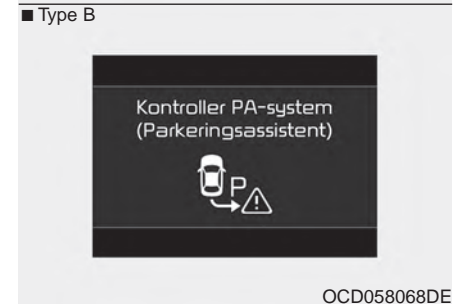 ■ Type B
Kontroller PA-system
(Parkeringsassistent)
P
OCD058068DE